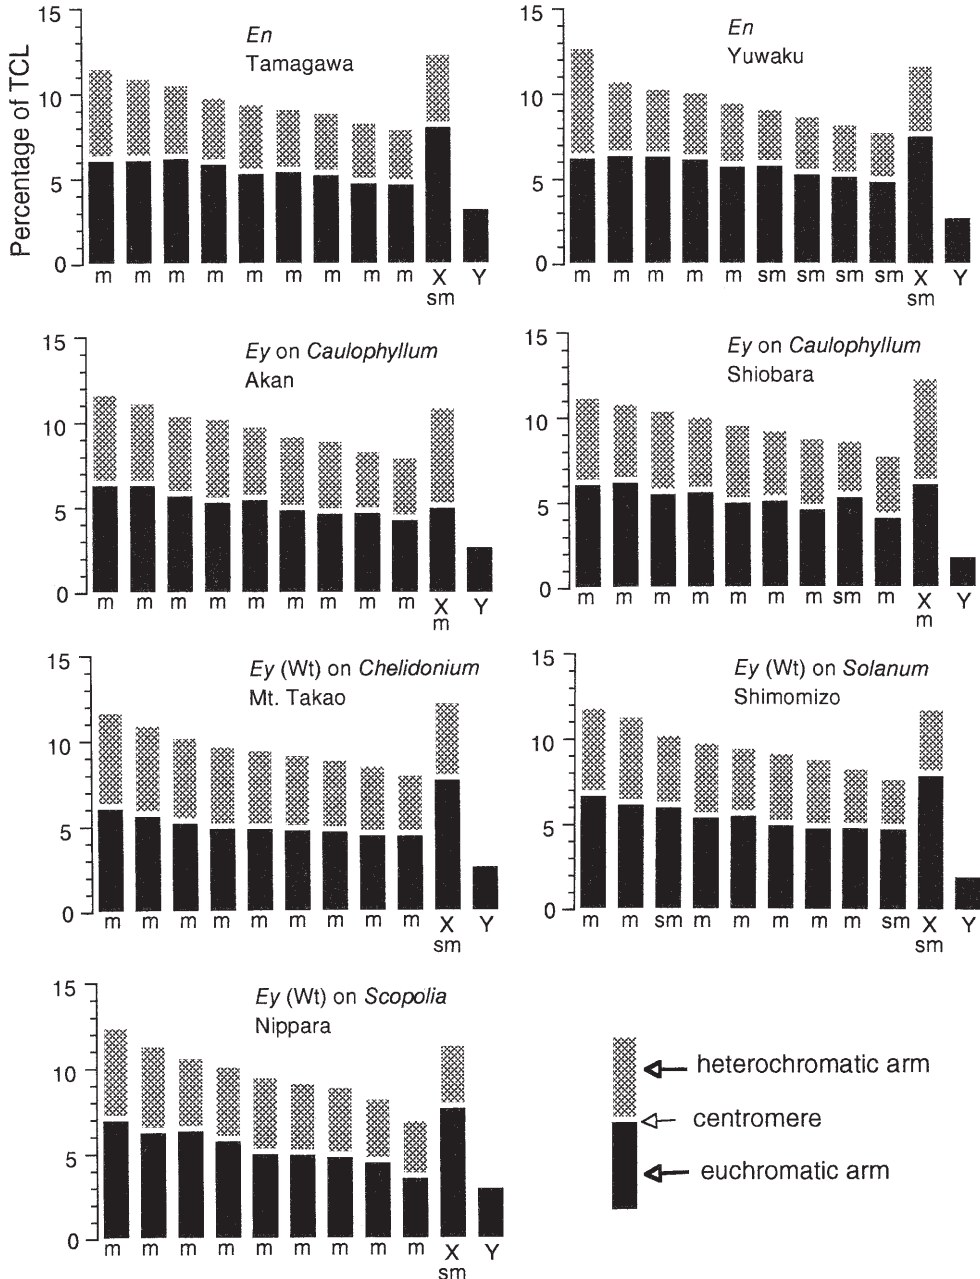 Percentage of TCL
15
10
5
0
En
Tamagawa
m m m m m m m m m X Y
sm
15
10
5
0
En
Yuwaku
m m m m m sm sm sm sm X Y
sm
15
10
5
0
Ey on Caulophyllum
Akan
m m m m m m m m m X Y
m
15
10
5
0
Ey on Caulophyllum
Shiobara
m m m m m m m sm m X Y
m
15
10
5
0
Ey (Wt) on Chelidonium
Mt. Takao
m m m m m m m m m X Y
sm
15
10
5
0
Ey (Wt) on Solanum
Shimomizo
m m sm m m m m m sm X Y
sm
15
10
5
0
Ey (Wt) on Scopolia
Nippara
m m m m m m m m m X Y
sm
heterochromatic arm
centromere
euchromatic arm